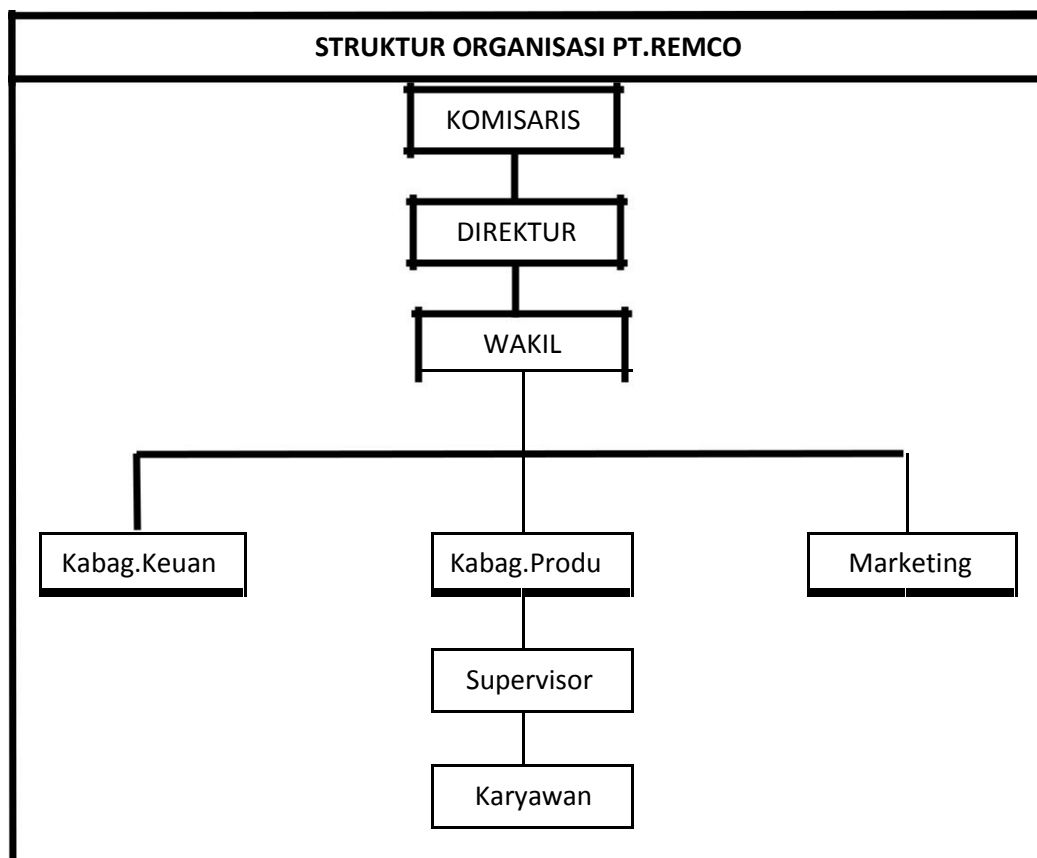 STRUKTUR ORGANISASI PT.REMCO
KOMISARIS
DIREKTUR
WAKIL
Kabag.Keuan
Kabag.Produ
Marketing
Supervisor
Karyawan